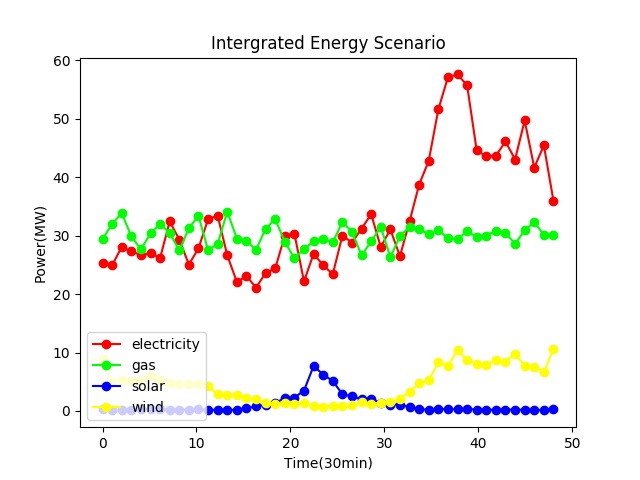 Intergrated Energy Scenario
Power(MW)
60
50
40
30
20
10
0
electricity
gas
solar
wind
0 10 20 30 40 50
Time(30min)